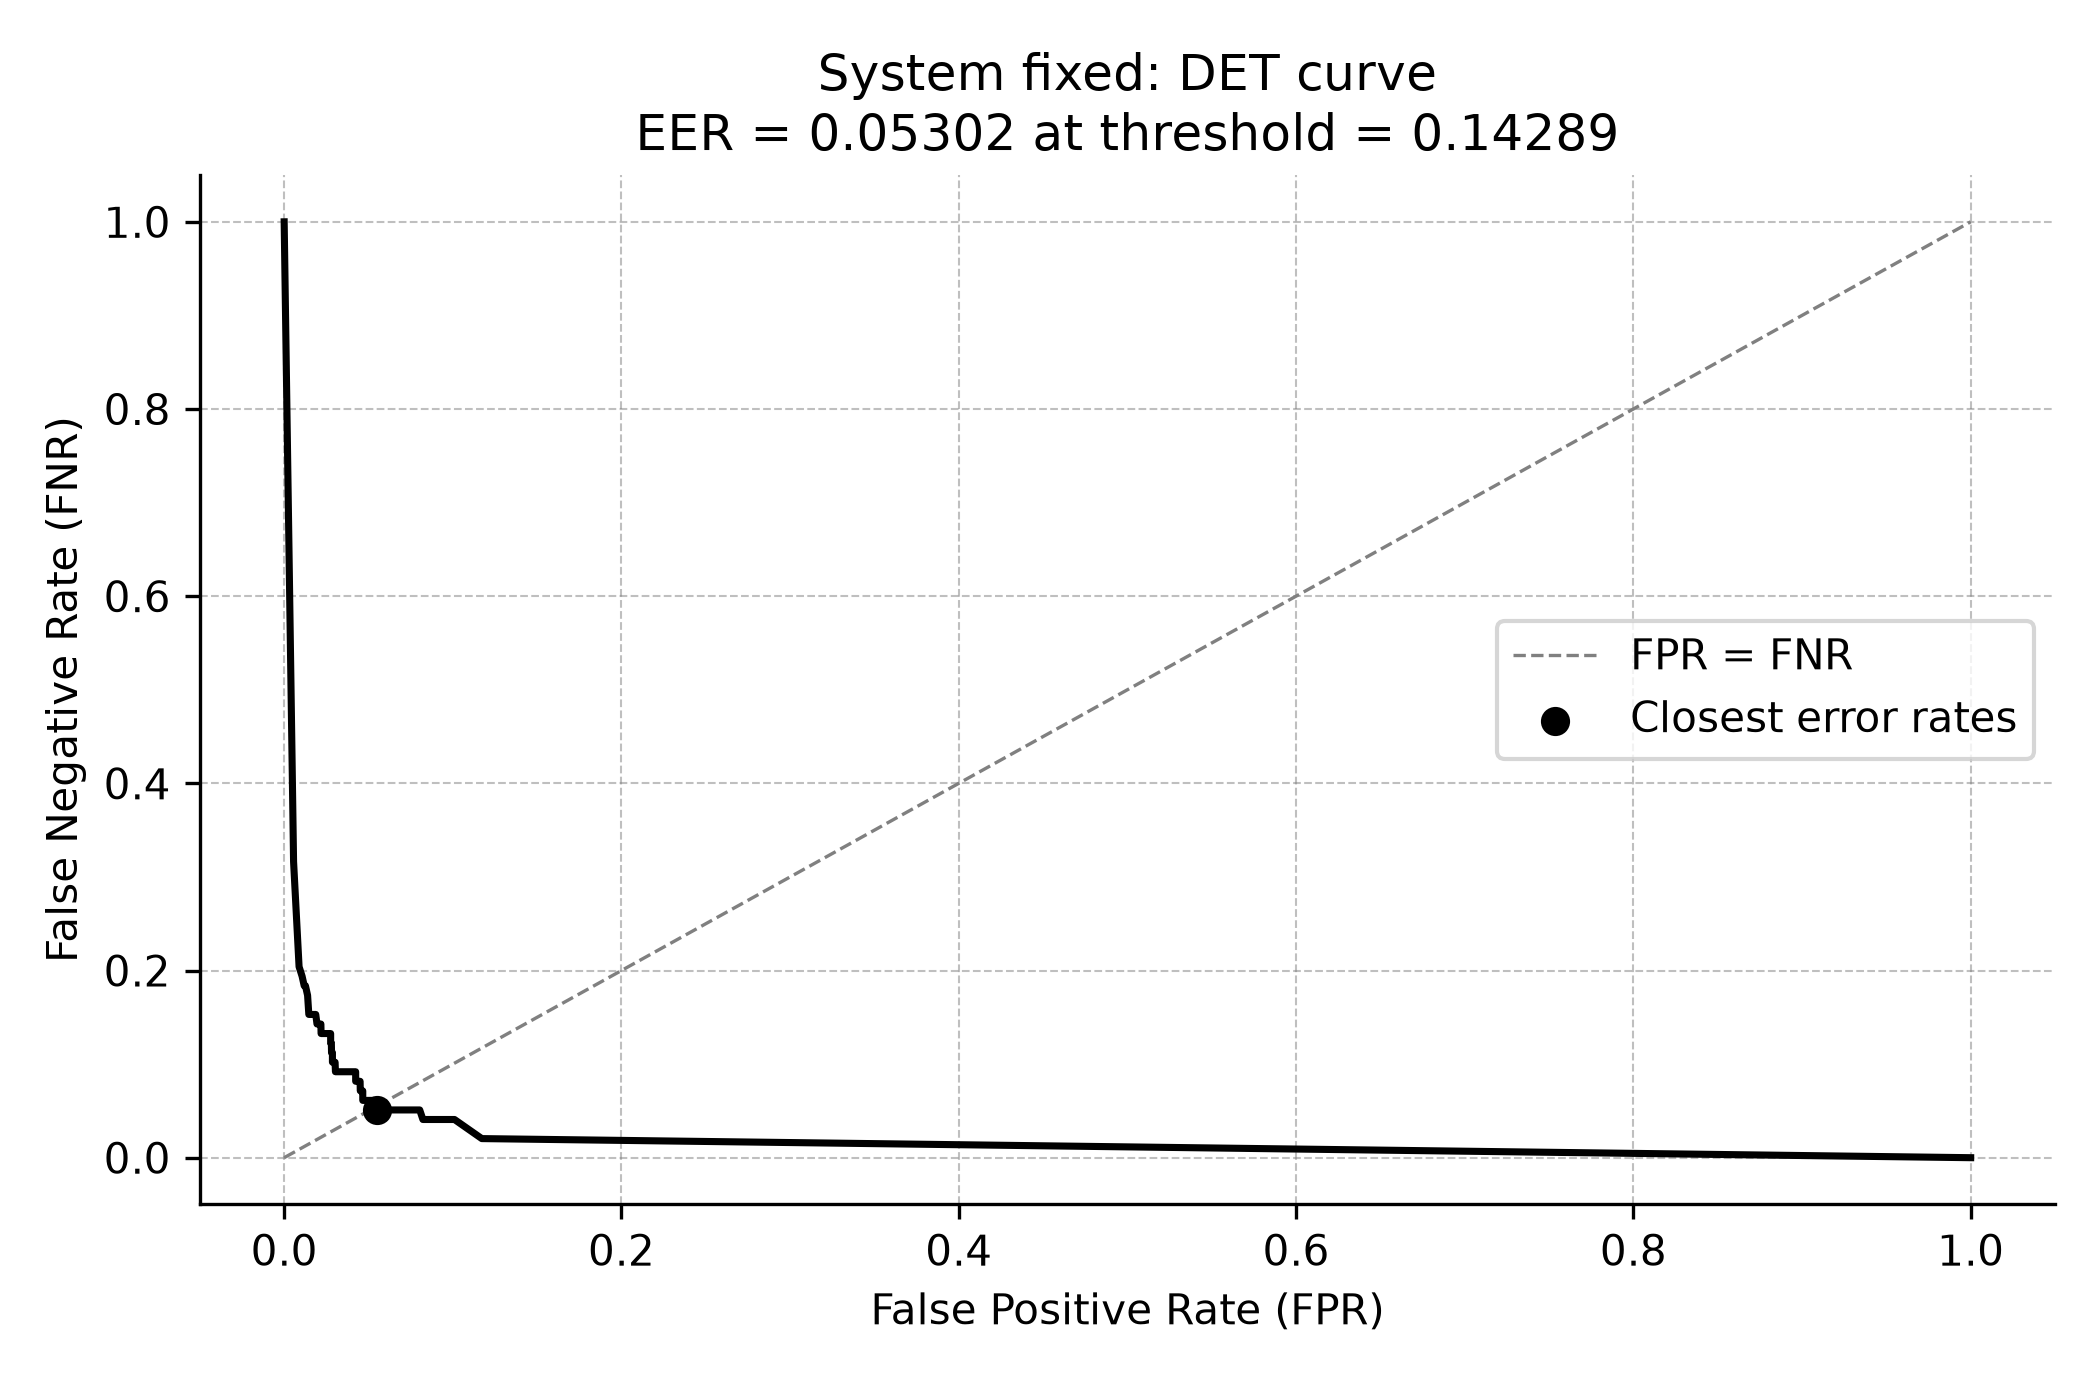 System fixed: DET curve
EER = 0.05302 at threshold = 0.14289
False Negative Rate (FNR)
1.0
0.8
0.6
0.4
0.2
0.0
FPR = FNR
Closest error rates
0.0 0.2 0.4 0.6 0.8 1.0
False Positive Rate (FPR)